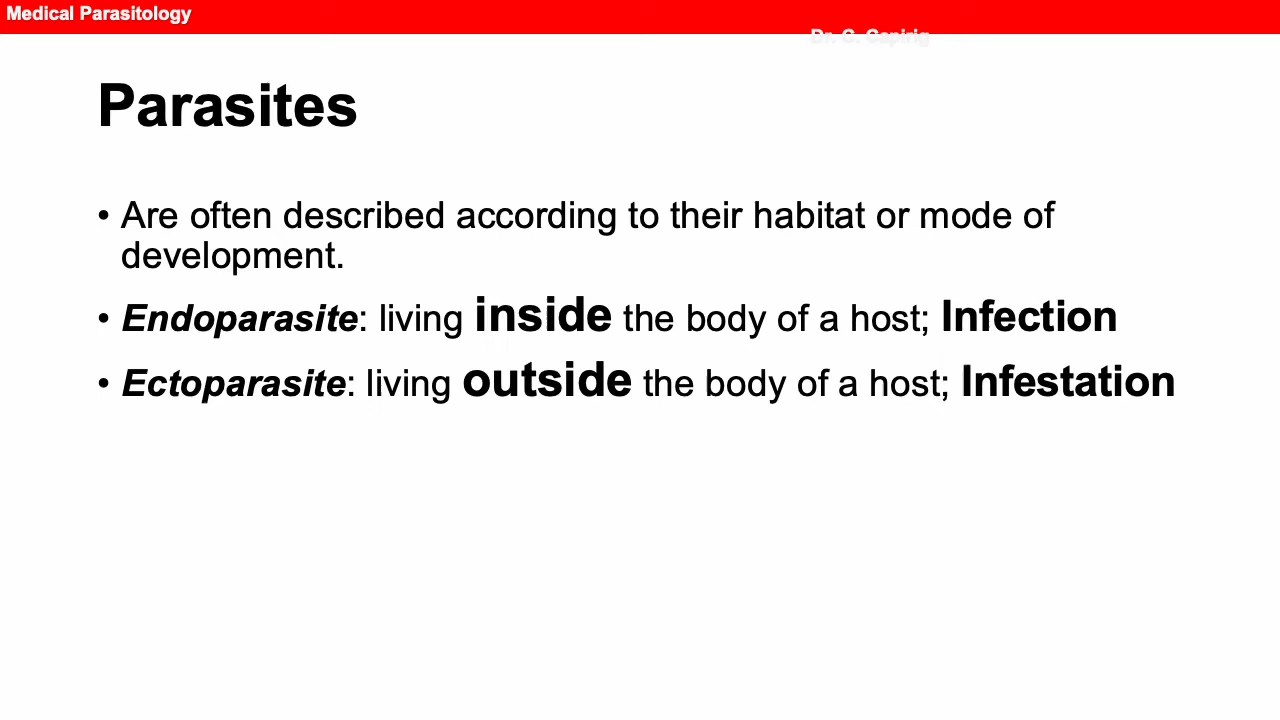 Medical Parasitology
Dr. C. Capirig
Parasites
• Are often described according to their habitat or mode of
development.
• Endoparasite: living inside the body of a host; Infection
• Ectoparasite: living outside the body of a host; Infestation